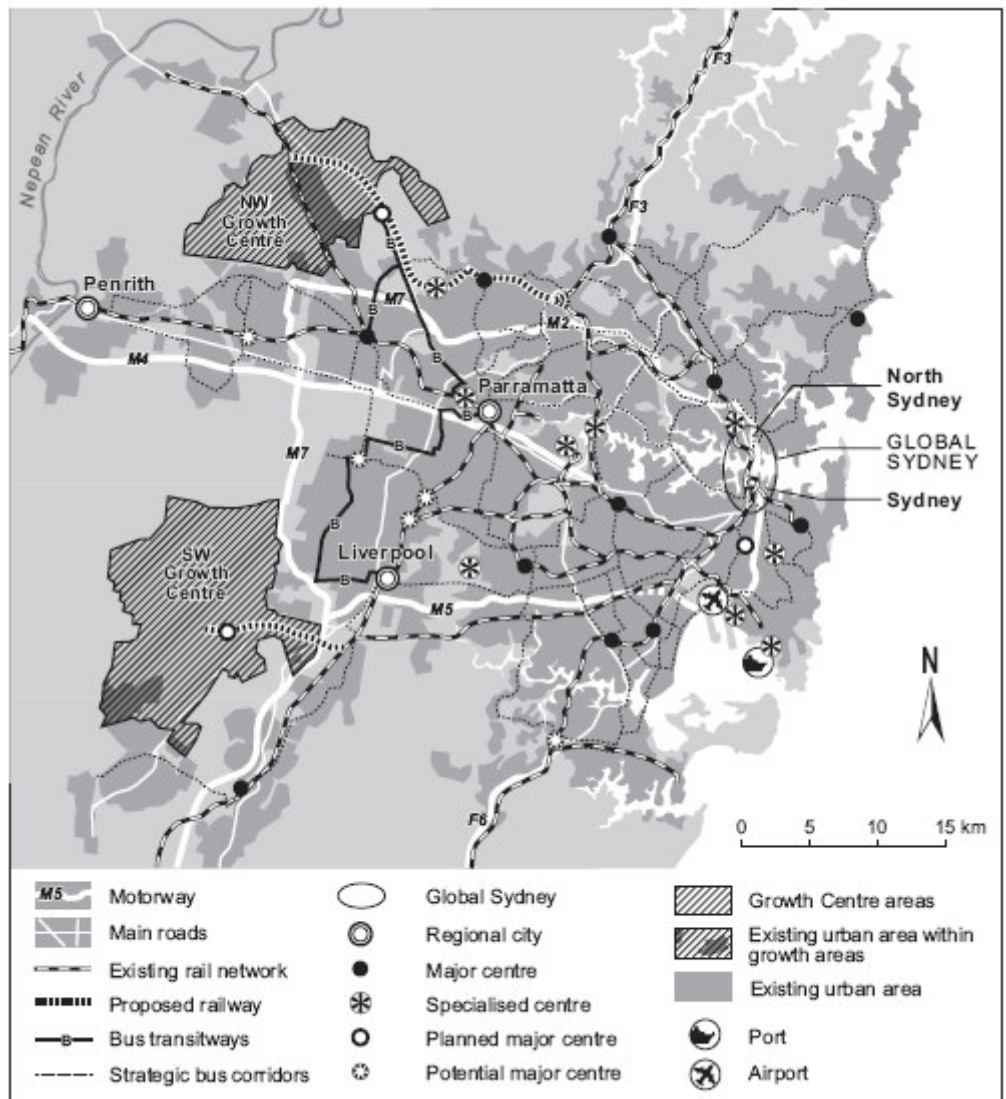 F3
Nepean River
F3
NW
Growth
Centre
B
Penrith
M7
B
M2
M4
B
Parramatta
North
Sydney
B
GLOBAL
SYDNEY
M7
B
Sydney
B
SW
Growth
Centre
Liverpool
B
M5
N
F6
0 5 10 15 km
M5 Motorway
Main roads
Existing rail network
Proposed railway
B Bus transitways
Strategic bus corridors
Global Sydney
Regional city
Major centre
Specialised centre
Planned major centre
Potential major centre
Growth Centre areas
Existing urban area within
growth areas
Existing urban area
Port
Airport